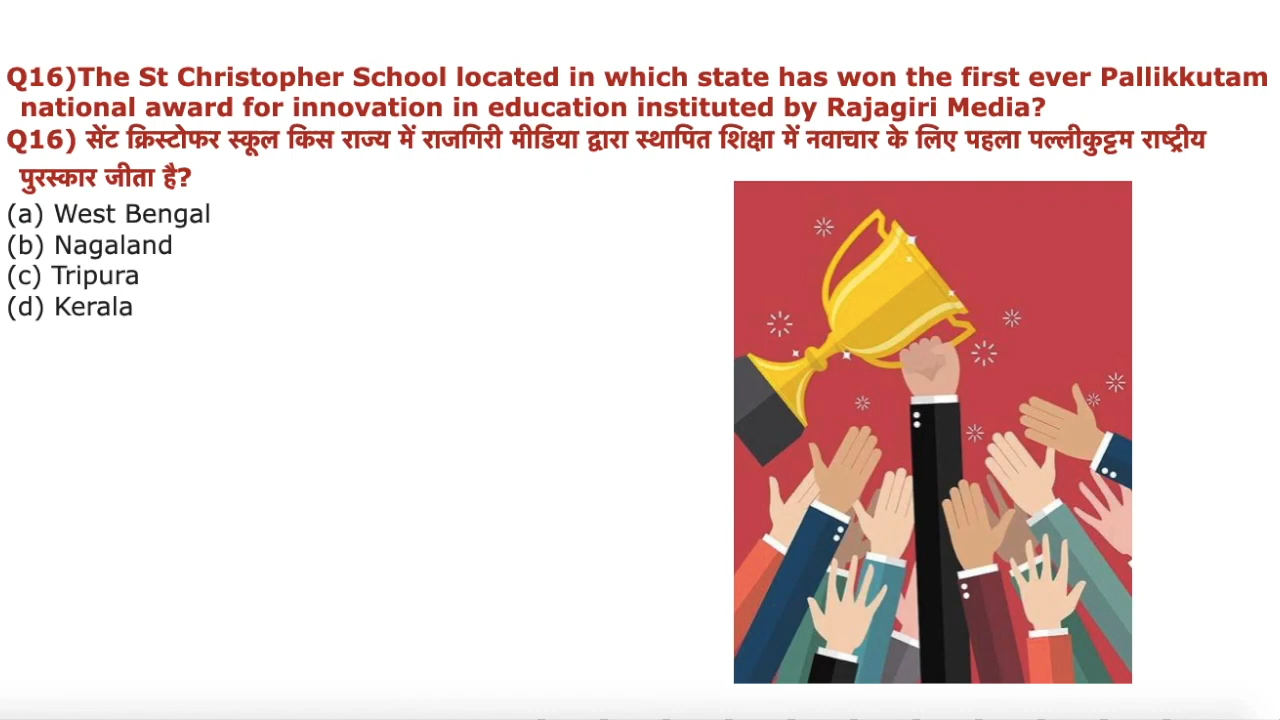 Q16)The St Christopher School located in which state has won the first ever Pallikkutam
national award for innovation in education instituted by Rajagiri Media?
Q16) सेंट क्रिस्टोफर स्कूल किस राज्य में राजगिरी मीडिया द्वारा स्थापित शिक्षा में नवाचार के लिए पहला पल्लीकुट्टम राष्ट्रीय
पुरस्कार जीता है?
(a) West Bengal
(b) Nagaland
(c) Tripura
(d) Kerala